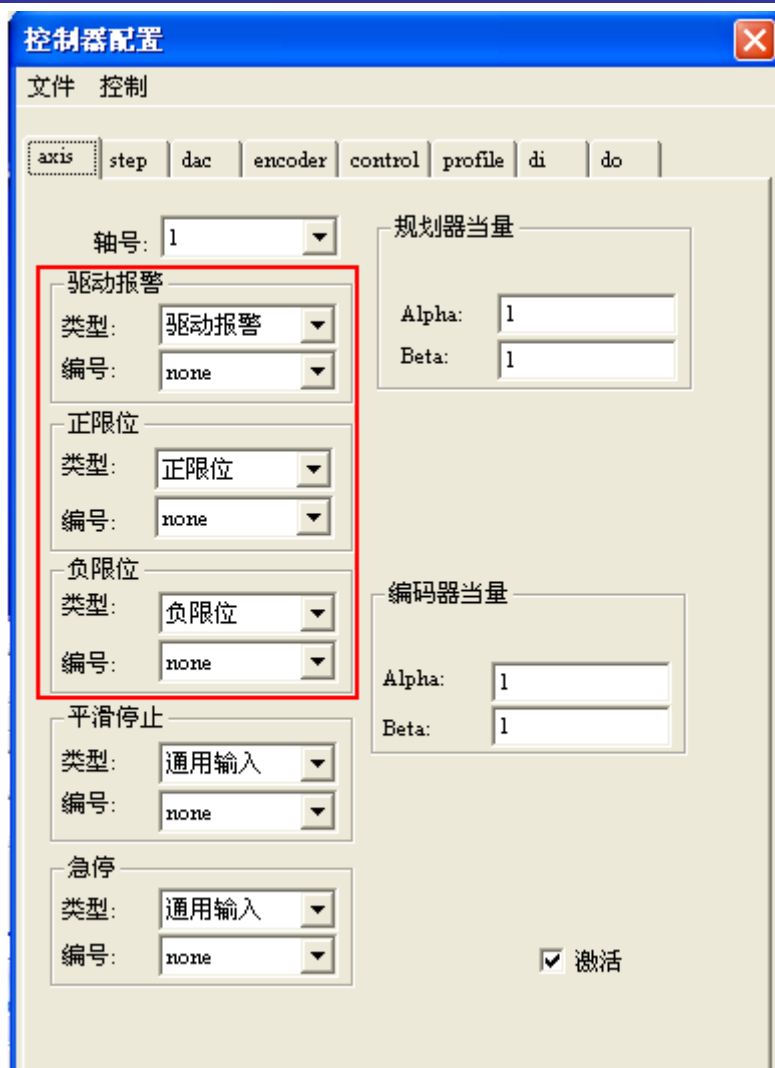 控制器配置
文件 控制
axis step dac encoder control profile di do
轴号: 1
驱动报警
类型: 驱动报警
编号: none
正限位
类型: 正限位
编号: none
负限位
类型: 负限位
编号: none
平滑停止
类型: 通用输入
编号: none
急停
类型: 通用输入
编号: none
规划器当量
Alpha: 1
Beta: 1
编码器当量
Alpha: 1
Beta: 1
激活